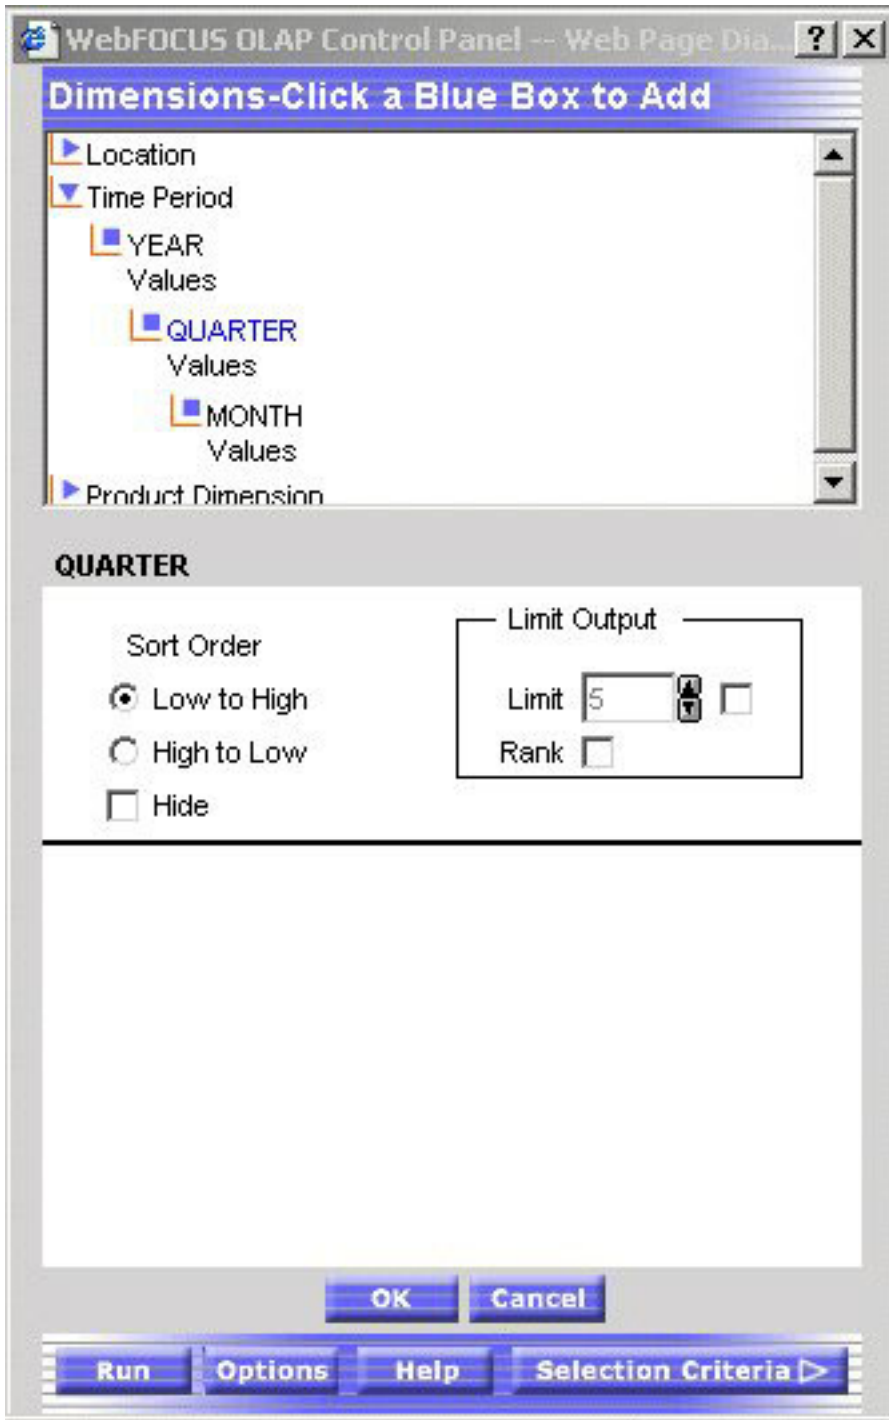 WebFOCUS OLAP Control Panel -- Web Page Dia...
Dimensions-Click a Blue Box to Add
Location
Time Period
YEAR
Values
QUARTER
Values
MONTH
Values
Product Dimension
QUARTER
Sort Order
Low to High
High to Low
Hide
Limit Output
Limit 5
Rank
OK Cancel
Run Options Help Selection Criteria